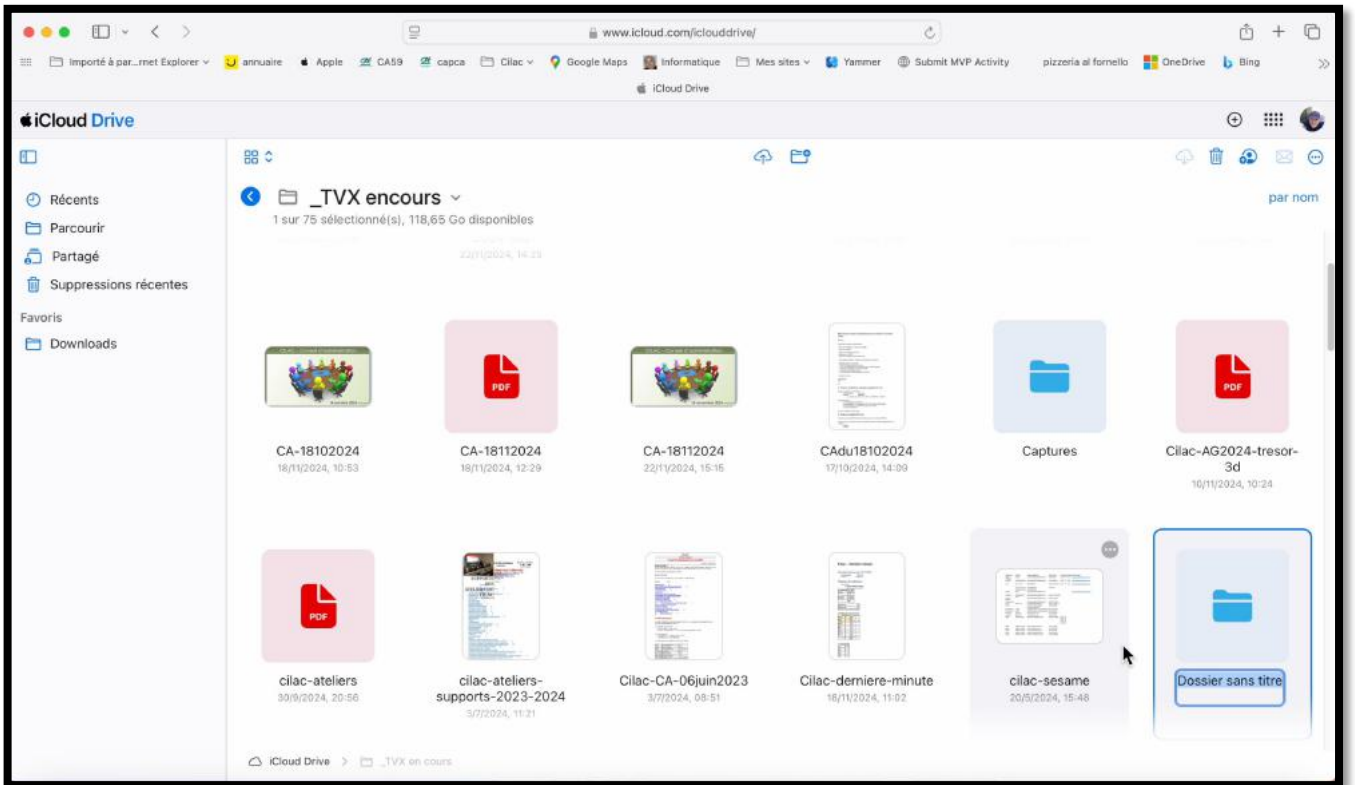 www.icloud.com/iclouddrive/
Importé à par...rnet Explorer
annuaire
Apple
CA59
capca
Cilac
Google Maps
Informatique
Mes sites
Yammer
Submit MVP Activity
pizzeria al fornello
OneDrive
Bing
iCloud Drive
iCloud Drive
Récents
_TVX encours
par nom
1 sur 75 sélectionné(s), 118,65 Go disponibles
Parcourir
Partagé
22/11/2024, 14:25
Suppressions récentes
Favoris
Downloads
PDF
PDF
CA-18102024
CA-18112024
CA-18112024
CAdu18102024
Captures
Cilac-AG2024-tresor-
3d
18/11/2024, 10:53
18/11/2024, 12:29
22/11/2024, 15:15
17/10/2024, 14:09
16/11/2024, 10:24
PDF
cilac-ateliers
cilac-ateliers-
supports-2023-2024
Cilac-CA-06juin2023
Cilac-derniere-minute
cilac-sesame
Dossier sans titre
30/9/2024, 20:56
3/7/2024, 11:21
3/7/2024, 08:51
18/11/2024, 11:02
20/5/2024, 15:48
iCloud Drive
_TVX en cours